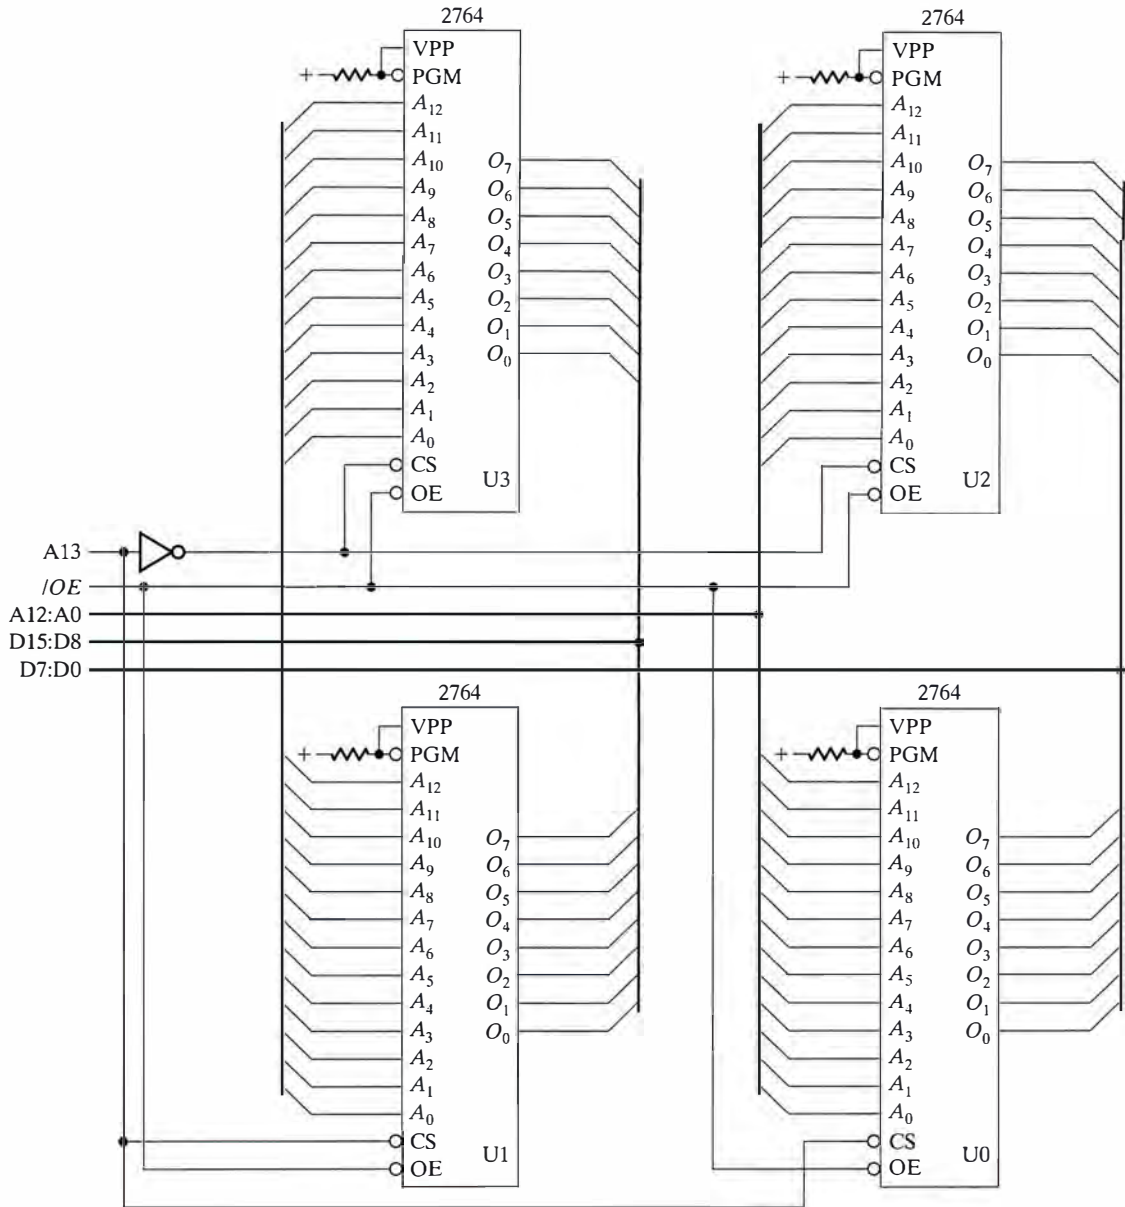 2764
VPP
+ PGM
A12
A11
A10
A9
A8
A7
A6
A5
A4
A3
A2
A1
A0
CS
OE
O7
O6
O5
O4
O3
O2
O1
O0
U3
2764
VPP
+ PGM
A12
A11
A10
A9
A8
A7
A6
A5
A4
A3
A2
A1
A0
CS
OE
O7
O6
O5
O4
O3
O2
O1
O0
U2
A13
/OE
A12:A0
D15:D8
D7:D0
2764
VPP
+ PGM
A12
A11
A10
A9
A8
A7
A6
A5
A4
A3
A2
A1
A0
CS
OE
O7
O6
O5
O4
O3
O2
O1
O0
U1
2764
VPP
+ PGM
A12
A11
A10
A9
A8
A7
A6
A5
A4
A3
A2
A1
A0
CS
OE
O7
O6
O5
O4
O3
O2
O1
O0
U0